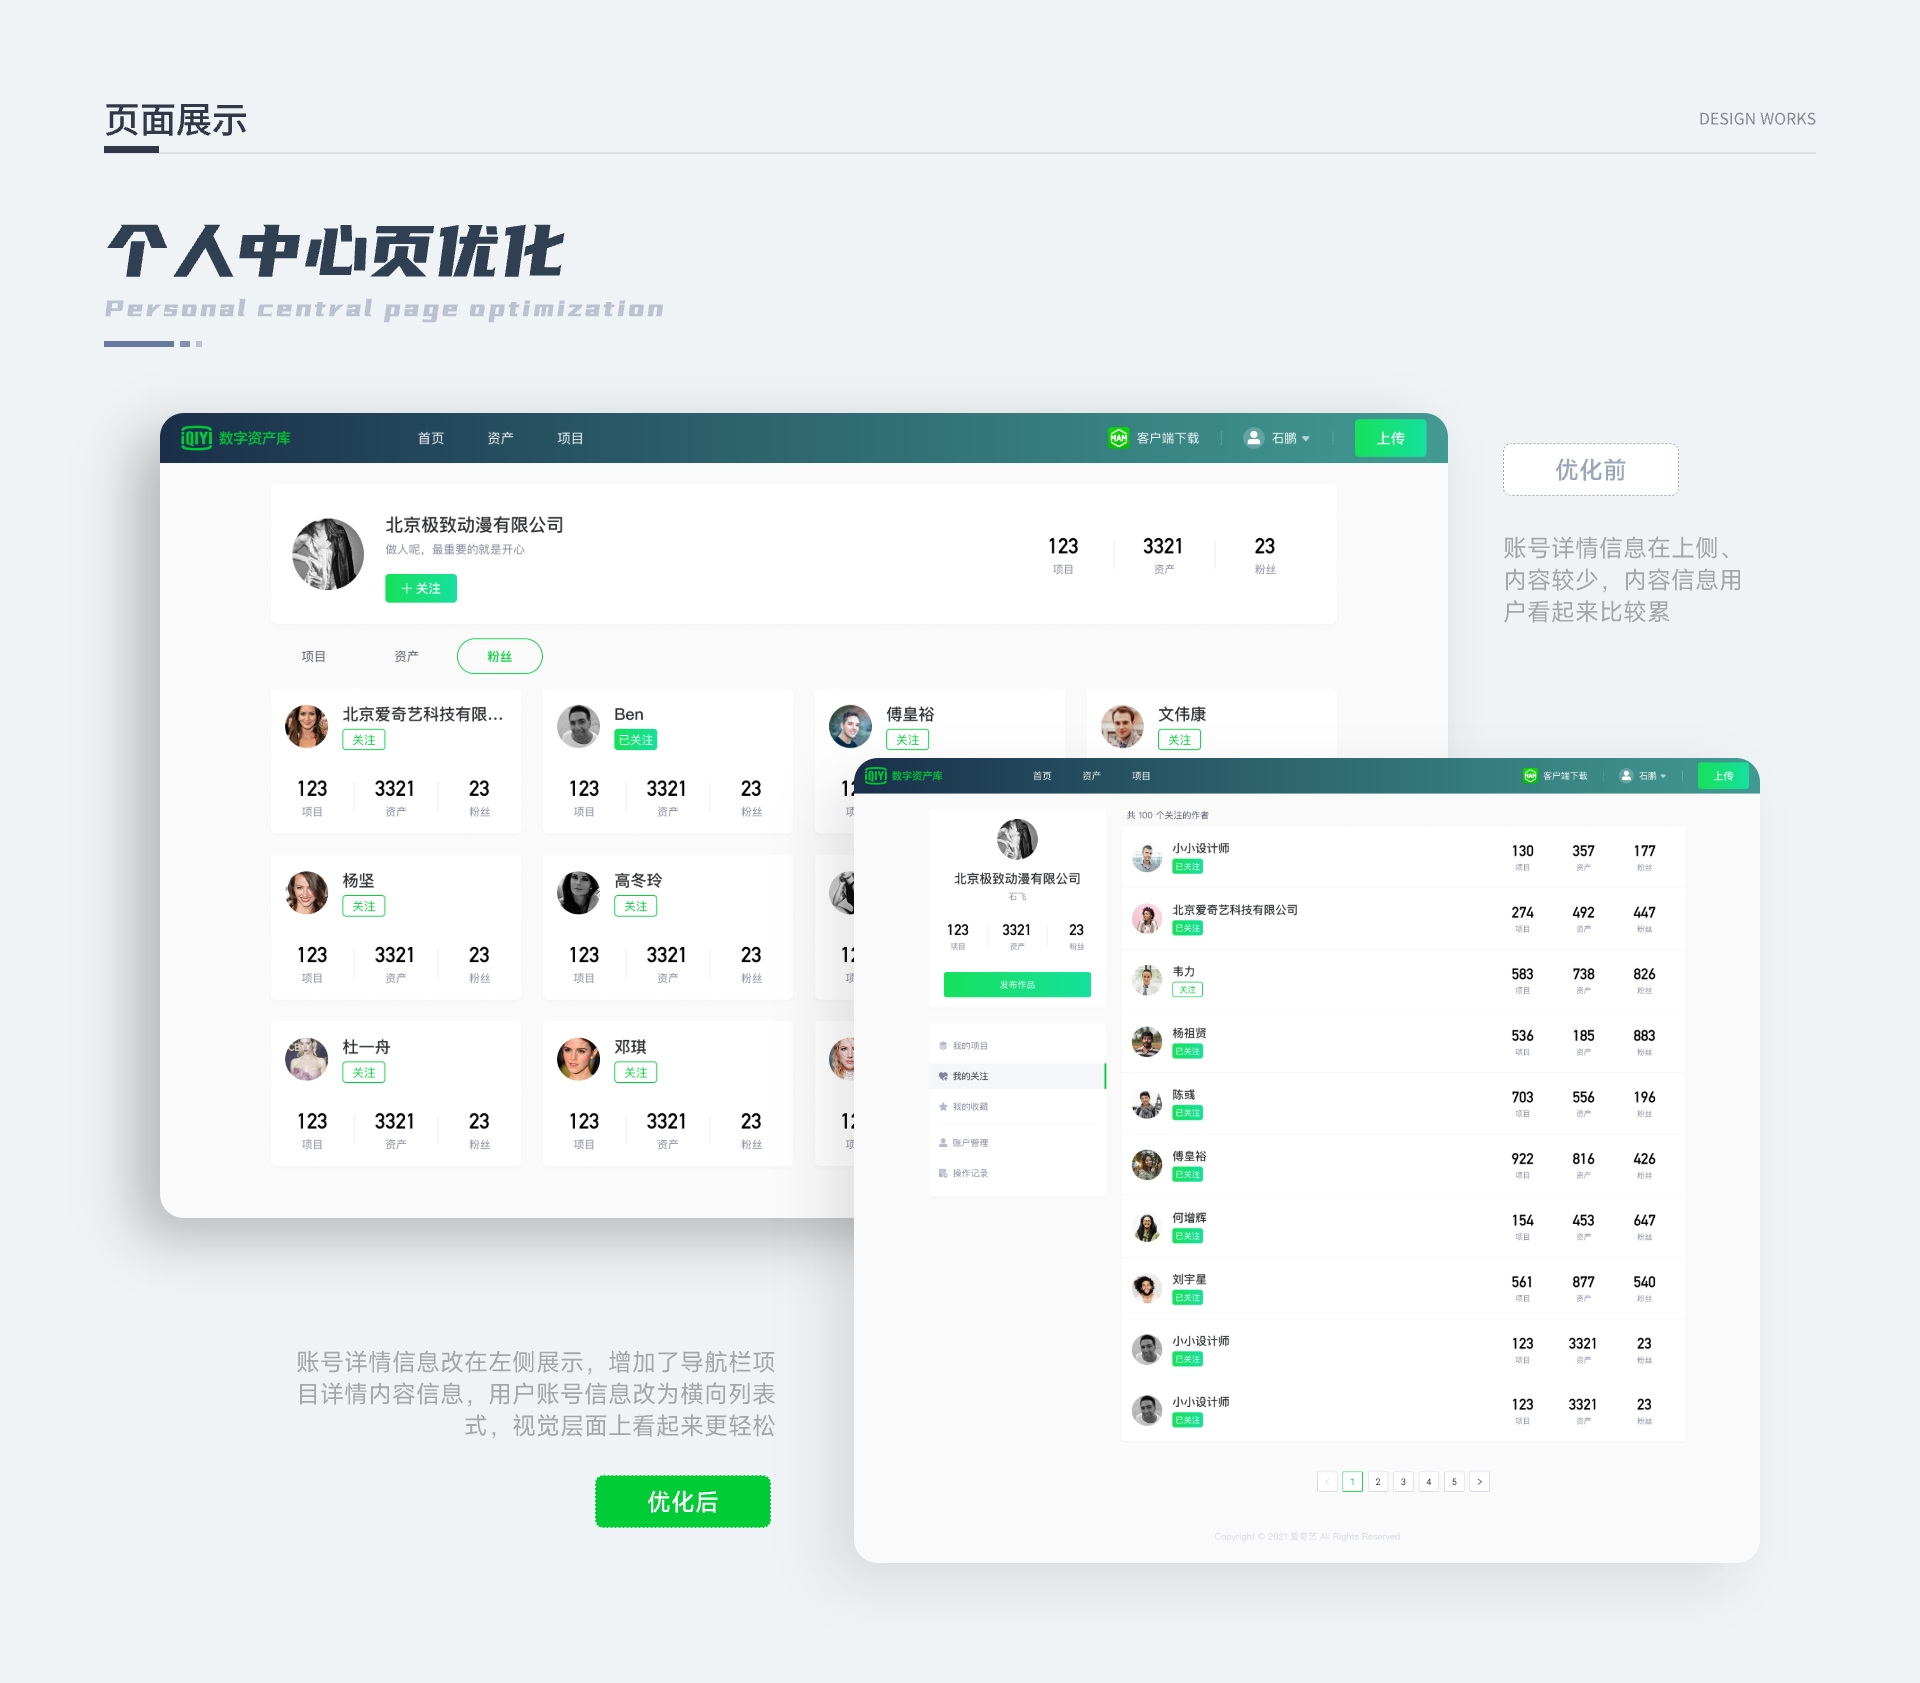 页面展示
DESIGN WORKS
个人中心页优化
Personal central page optimization
iQIYI 数字资产库 首页 资产 项目 MAM 客户端下载 石鹏 上传
优化前
账号详情信息在上侧、
内容较少，内容信息用
户看起来比较累
北京极致动漫有限公司
做人呢，最重要的就是开心
+ 关注
123 3321 23
项目 资产 粉丝
项目 资产 粉丝
北京爱奇艺科技有限... Ben 傅皇裕 文伟康
关注 已关注 关注 关注
123 3321 23 123 3321 23
项目 资产 粉丝 项目 资产 粉丝
杨坚 高冬玲
关注 关注
123 3321 23 123 3321 23
项目 资产 粉丝 项目 资产 粉丝
杜一舟 邓琪
关注 关注
123 3321 23 123 3321 23
项目 资产 粉丝 项目 资产 粉丝
iQIYI 数字资产库 首页 资产 项目 MAM 客户端下载 石鹏 上传
北京极致动漫有限公司
石飞
123 3321 23
项目 资产 粉丝
发布作品
我的项目
我的关注
我的收藏
账户管理
操作记录
共 100 个关注的作者
小小设计师 130 357 177
已关注 项目 资产 粉丝
北京爱奇艺科技有限公司 274 492 447
已关注 项目 资产 粉丝
韦力 583 738 826
关注 项目 资产 粉丝
杨祖贤 536 185 883
已关注 项目 资产 粉丝
陈彧 703 556 196
已关注 项目 资产 粉丝
傅皇裕 922 816 426
已关注 项目 资产 粉丝
何增辉 154 453 647
已关注 项目 资产 粉丝
刘宇星 561 877 540
已关注 项目 资产 粉丝
小小设计师 123 3321 23
已关注 项目 资产 粉丝
小小设计师 123 3321 23
已关注 项目 资产 粉丝
< 1 2 3 4 5 >
Copyright © 2021 爱奇艺 All Rights Reserved
账号详情信息改在左侧展示，增加了导航栏项
目详情内容信息，用户账号信息改为横向列表
式，视觉层面上看起来更轻松
优化后